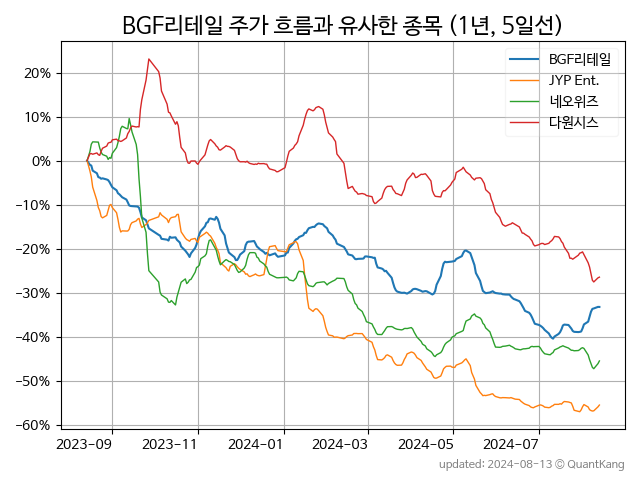 BGF리테일 주가 흐름과 유사한 종목 (1년, 5일선)
BGF리테일
JYP Ent.
네오위즈
다원시스
20%
10%
0%
−10%
−20%
−30%
−40%
−50%
−60%
2023-09
2023-11
2024-01
2024-03
2024-05
2024-07
updated: 2024-08-13 © QuantKang